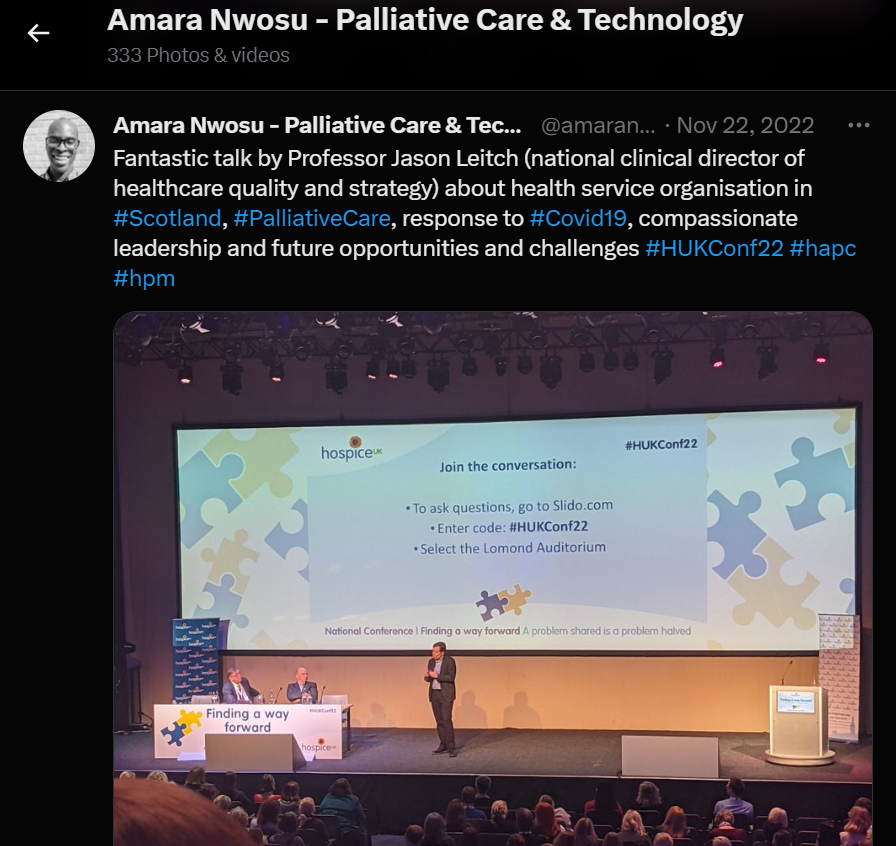 Amara Nwosu - Palliative Care & Technology
333 Photos & videos
Amara Nwosu - Palliative Care & Tec... @amaran... · Nov 22, 2022
Fantastic talk by Professor Jason Leitch (national clinical director of
healthcare quality and strategy) about health service organisation in
#Scotland, #PalliativeCare, response to #Covid19, compassionate
leadership and future opportunities and challenges #HUKConf22 #hapc
#hpm
hospice UK
#HUKConf22
Join the conversation:
• To ask questions, go to Slido.com
• Enter code: #HUKConf22
• Select the Lomond Auditorium
National Conference | Finding a way forward A problem shared is a problem halved
Finding a way
forward
#HUKConf22
hospice UK